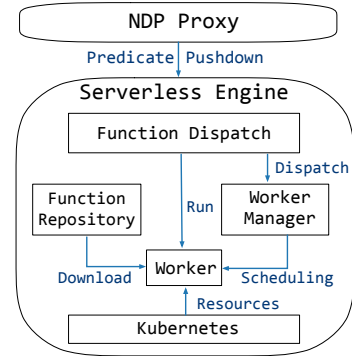 NDP Proxy
Predicate Pushdown
Serverless Engine
Function Dispatch
Dispatch
Function
Repository
Run
Worker
Manager
Download
Worker
Scheduling
Resources
Kubernetes